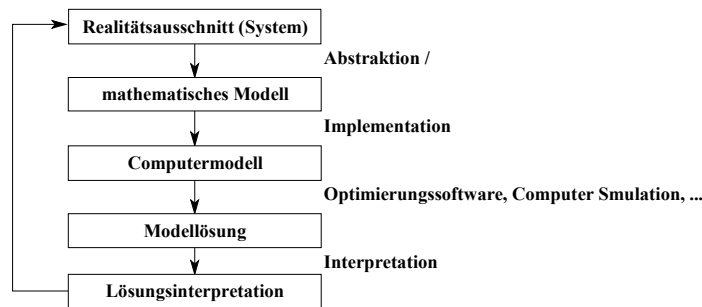 Realitätsausschnitt (System)
Abstraktion /
mathematisches Modell
Implementation
Computermodell
Optimierungssoftware, Computer Smulation, ...
Modellösung
Interpretation
Lösungsinterpretation